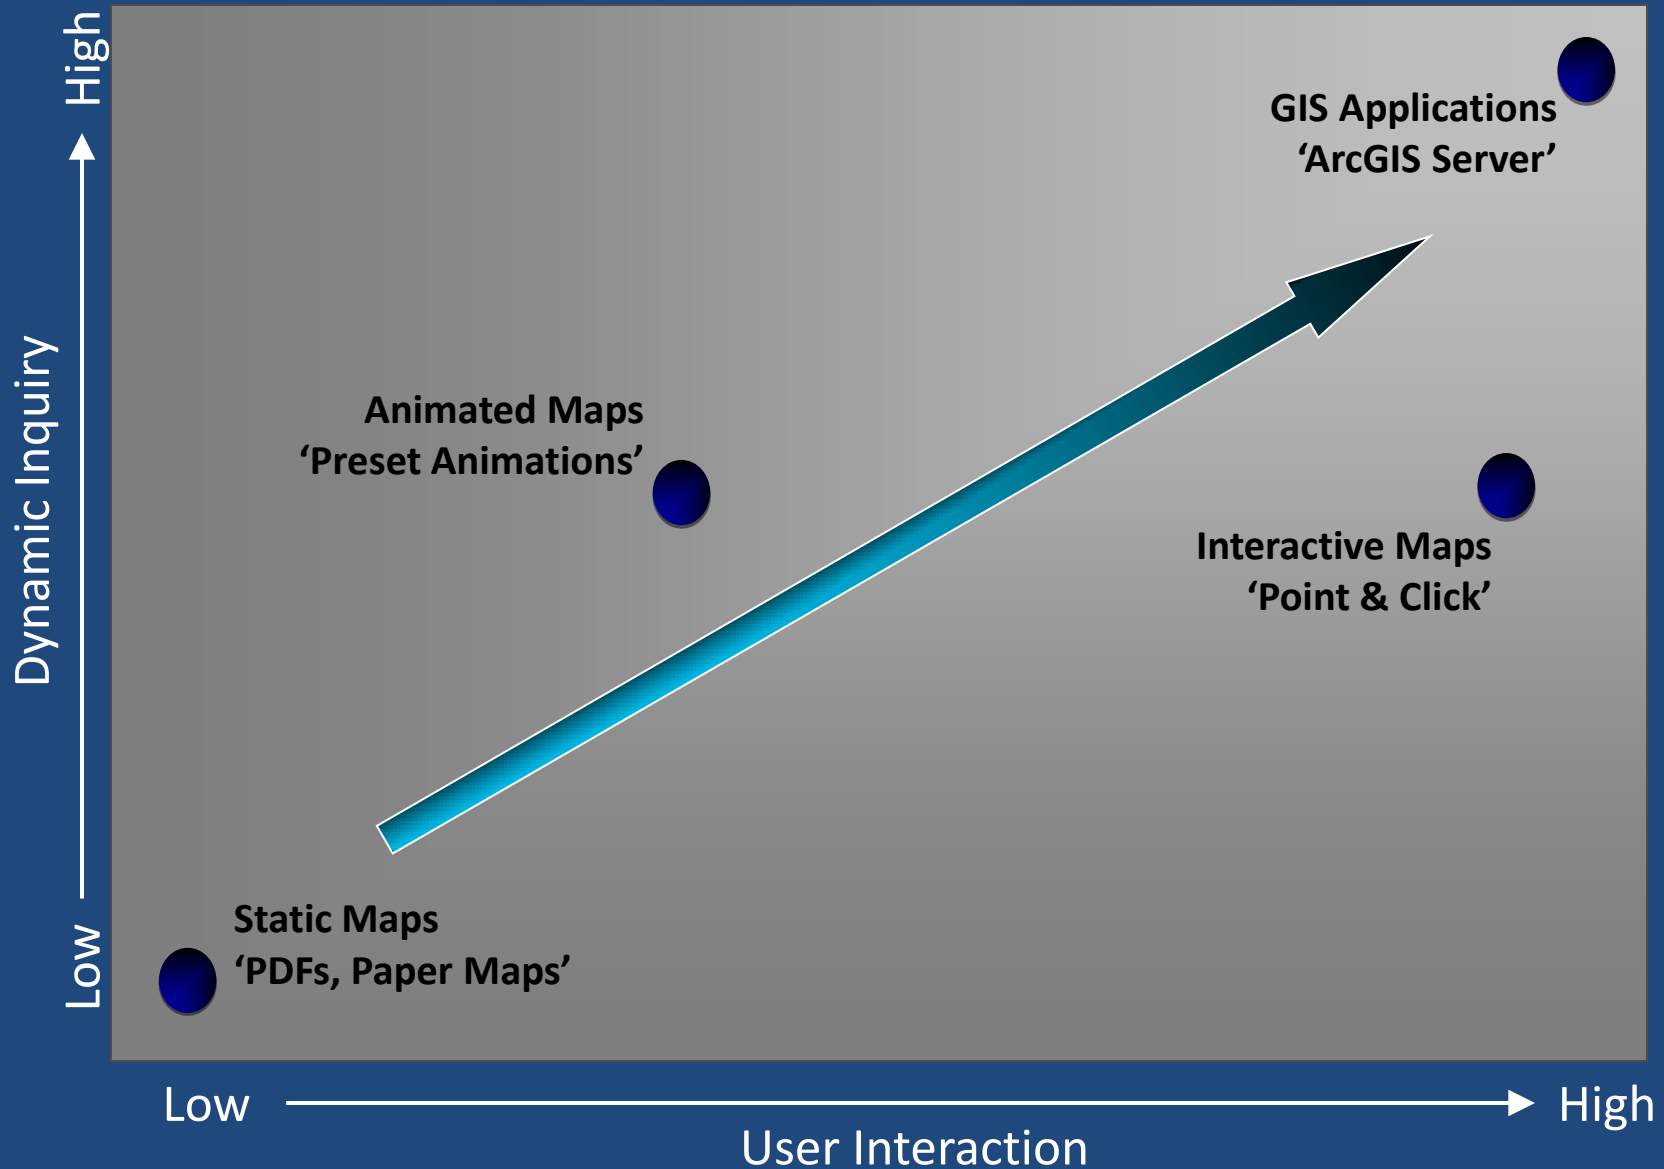 High
GIS Applications
‘ArcGIS Server’
Dynamic Inquiry
Animated Maps
‘Preset Animations’
Interactive Maps
‘Point & Click’
Static Maps
‘PDFs, Paper Maps’
Low
Low
High
User Interaction